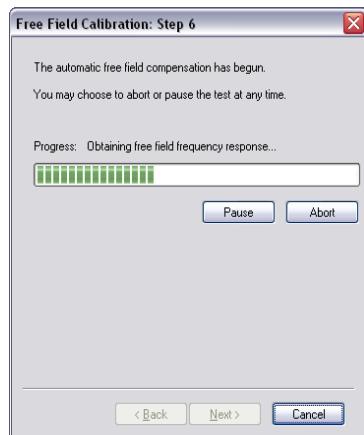 Free Field Calibration: Step 6
The automatic free field compensation has begun.
You may choose to abort or pause the test at any time.
Progress: Obtaining free field frequency response...
Pause Abort
< Back Next > Cancel